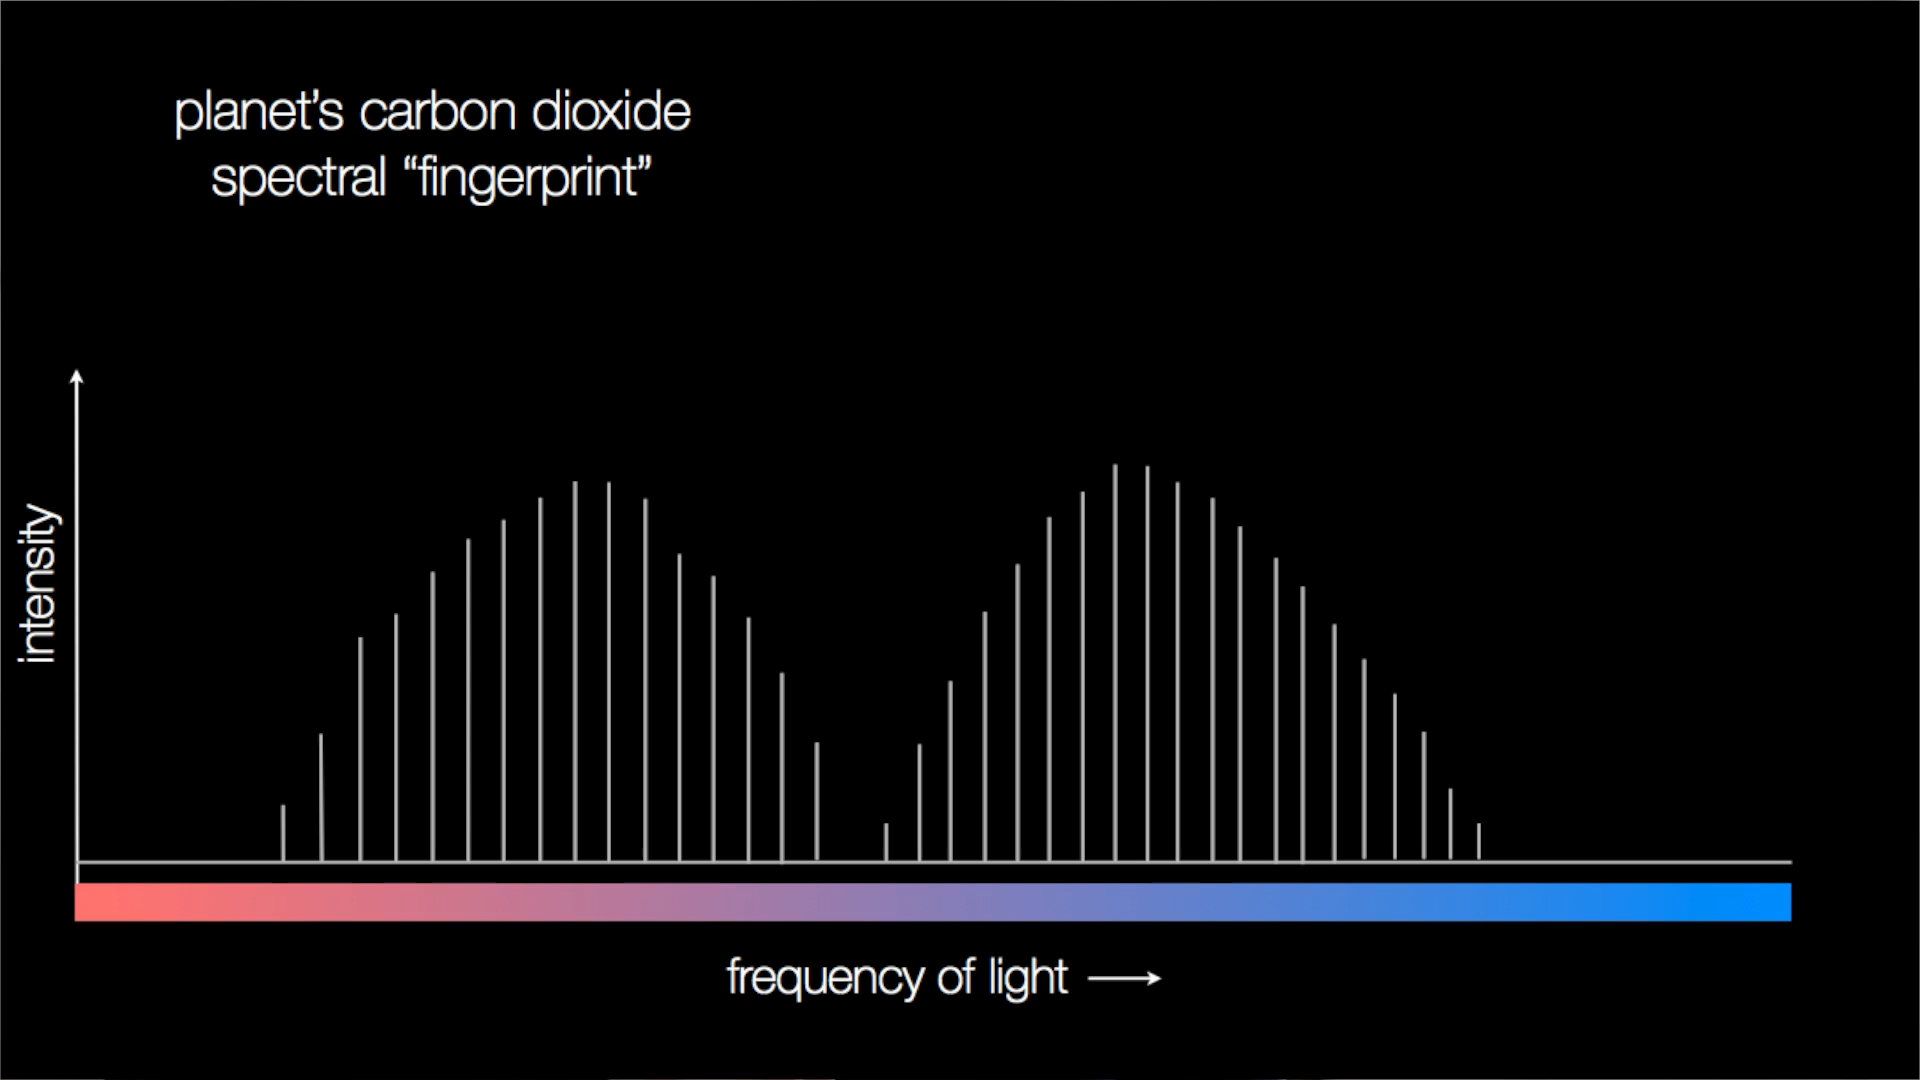 planet’s carbon dioxide
spectral “fingerprint”
intensity
frequency of light